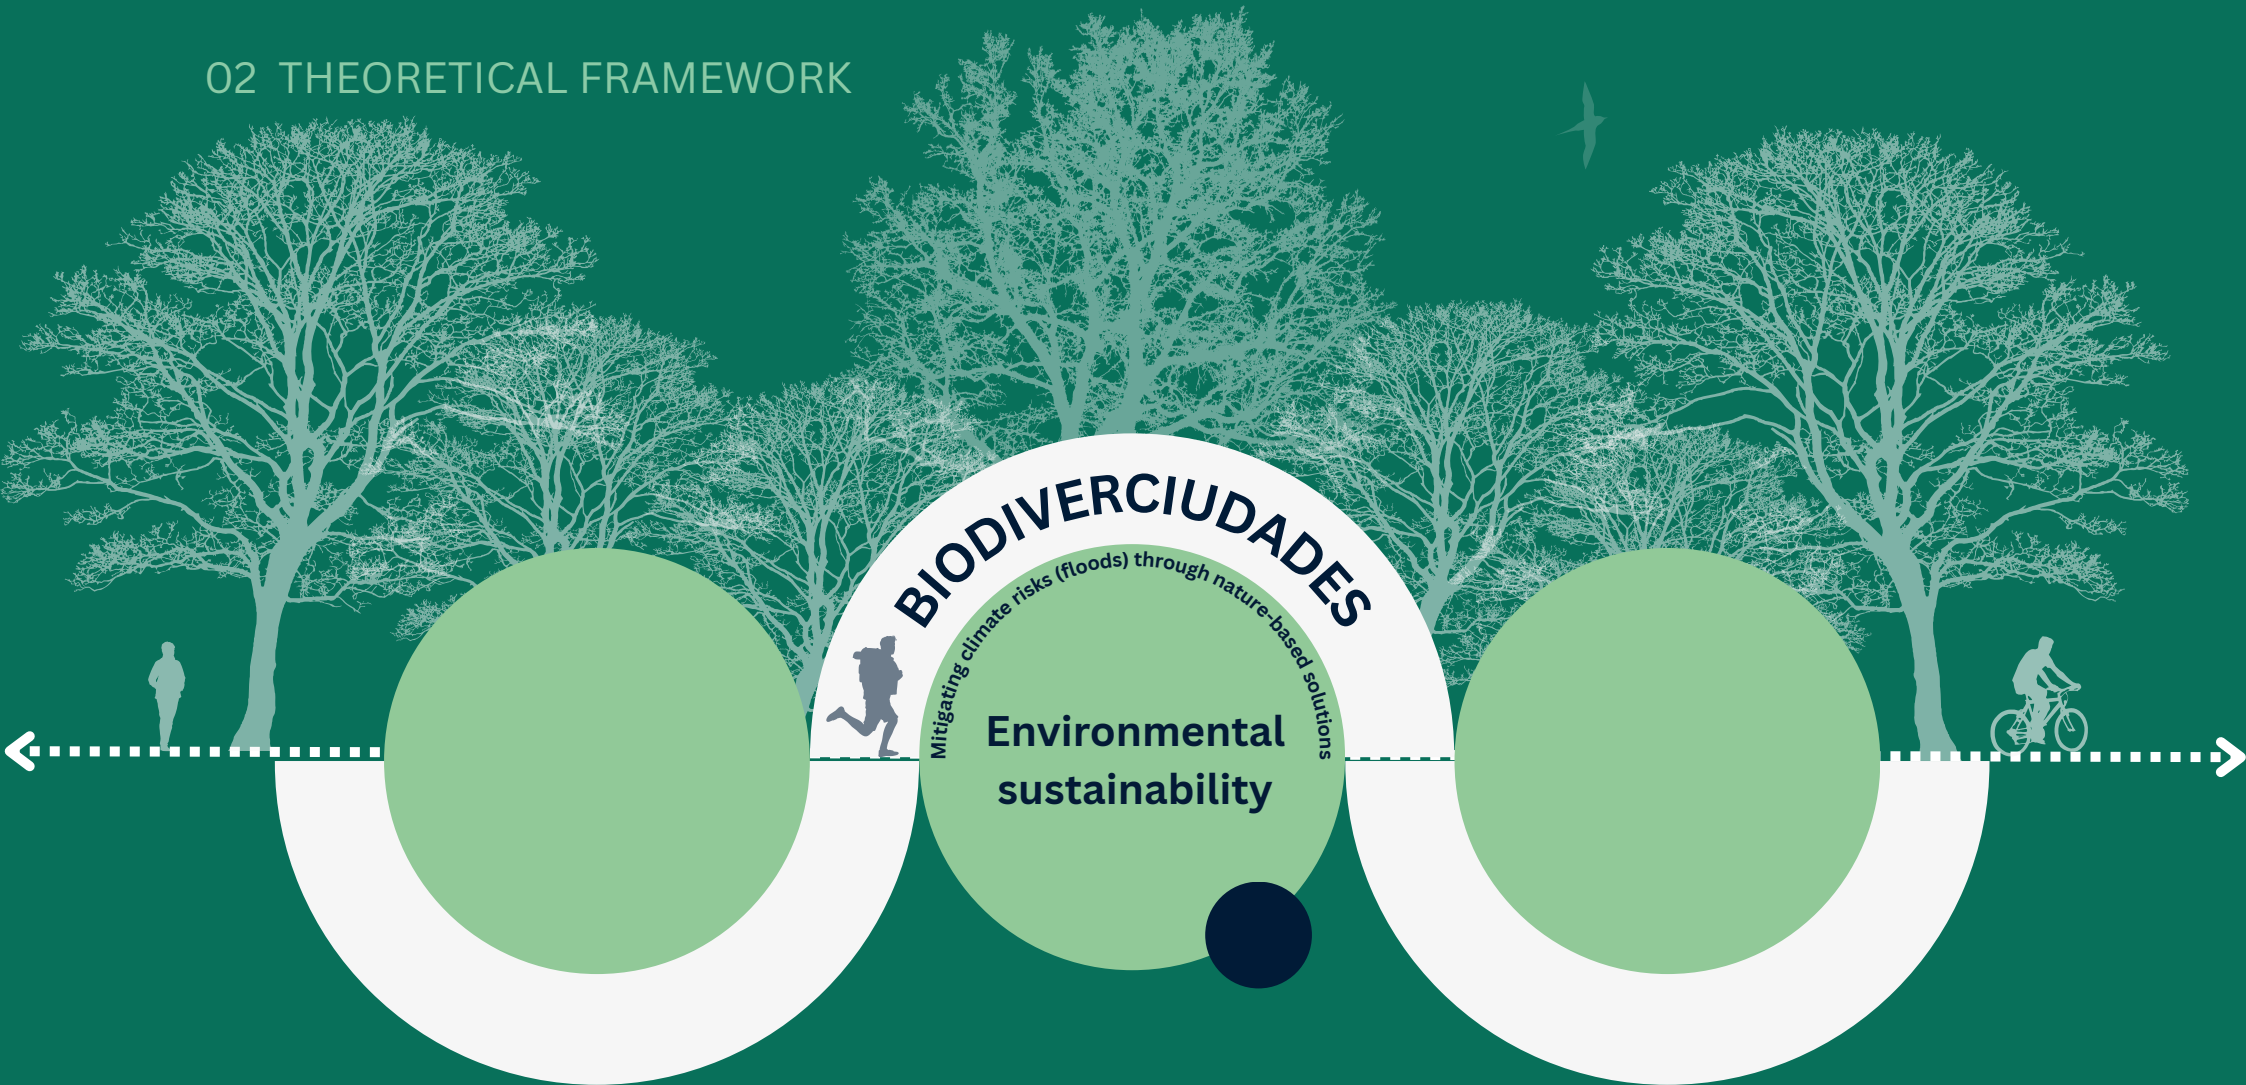 02 THEORETICAL FRAMEWORK
BIODIVERCIUDADES
Mitigating climate risks (floods) through nature-based solutions
Environmental
sustainability